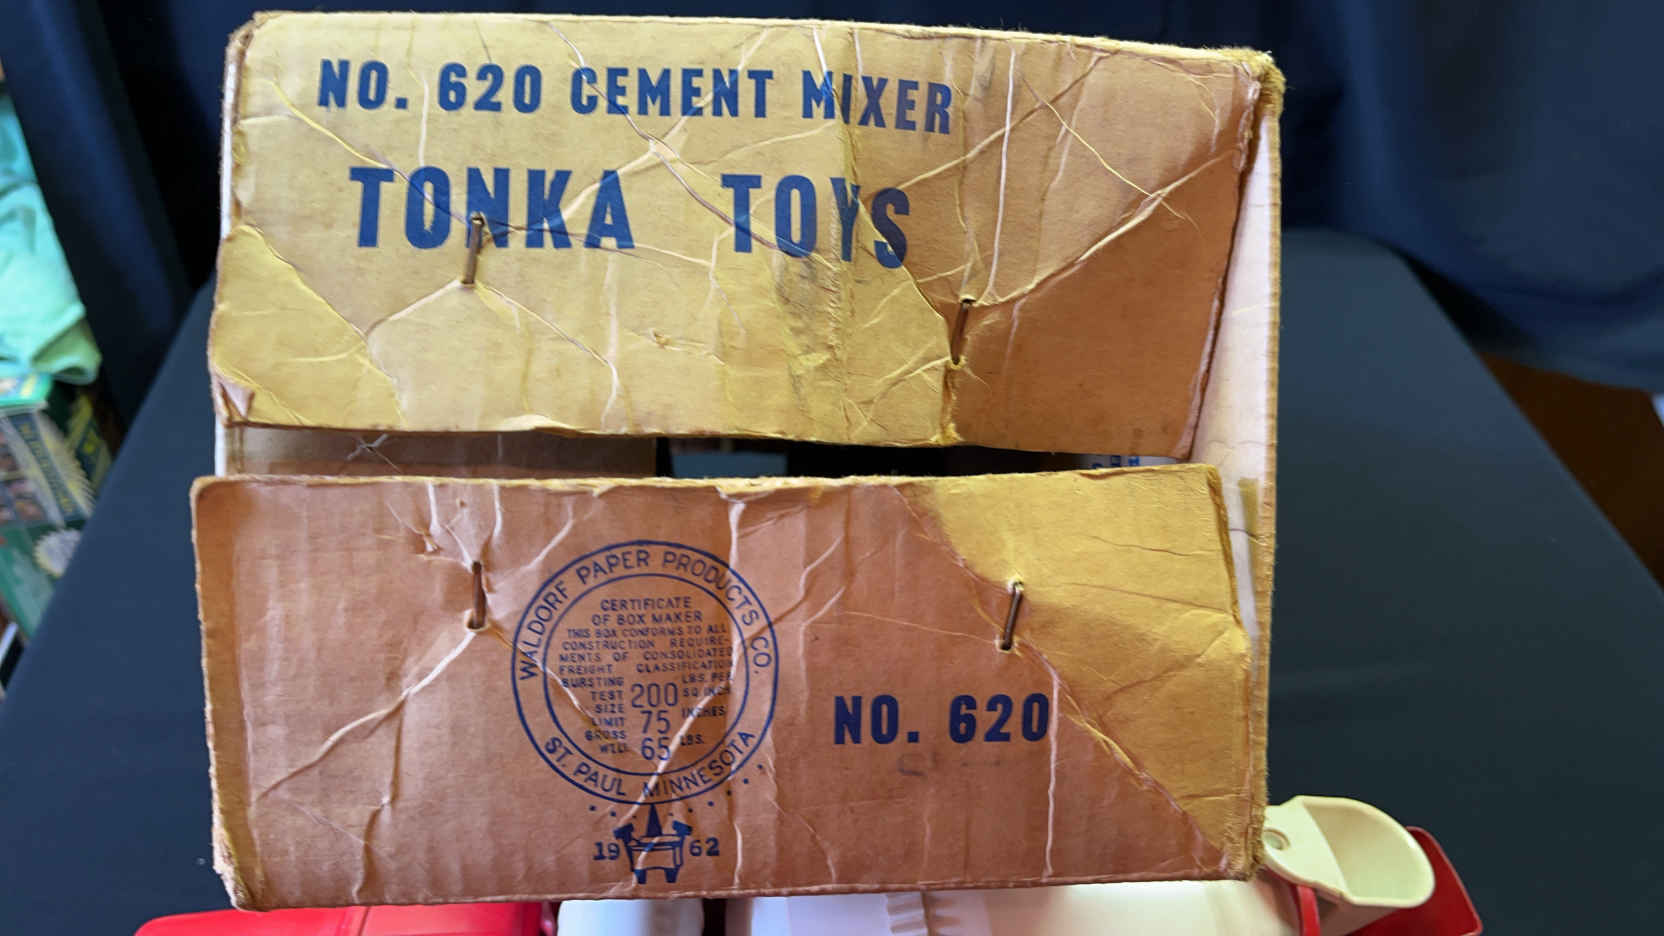 NO. 620 CEMENT MIXER
TONKA TOYS
WALDORF PAPER PRODUCTS CO.
CERTIFICATE
OF BOX MAKER
THIS BOX CONFORMS TO ALL
CONSTRUCTION REQUIRE-
MENTS OF CONSOLIDATED
FREIGHT CLASSIFICATION
BURSTING TEST 200 LBS. PER SQ INCH
SIZE LIMIT 75 INCHES
GROSS WT. 65 LBS.
ST. PAUL MINNESOTA
1962
NO. 620